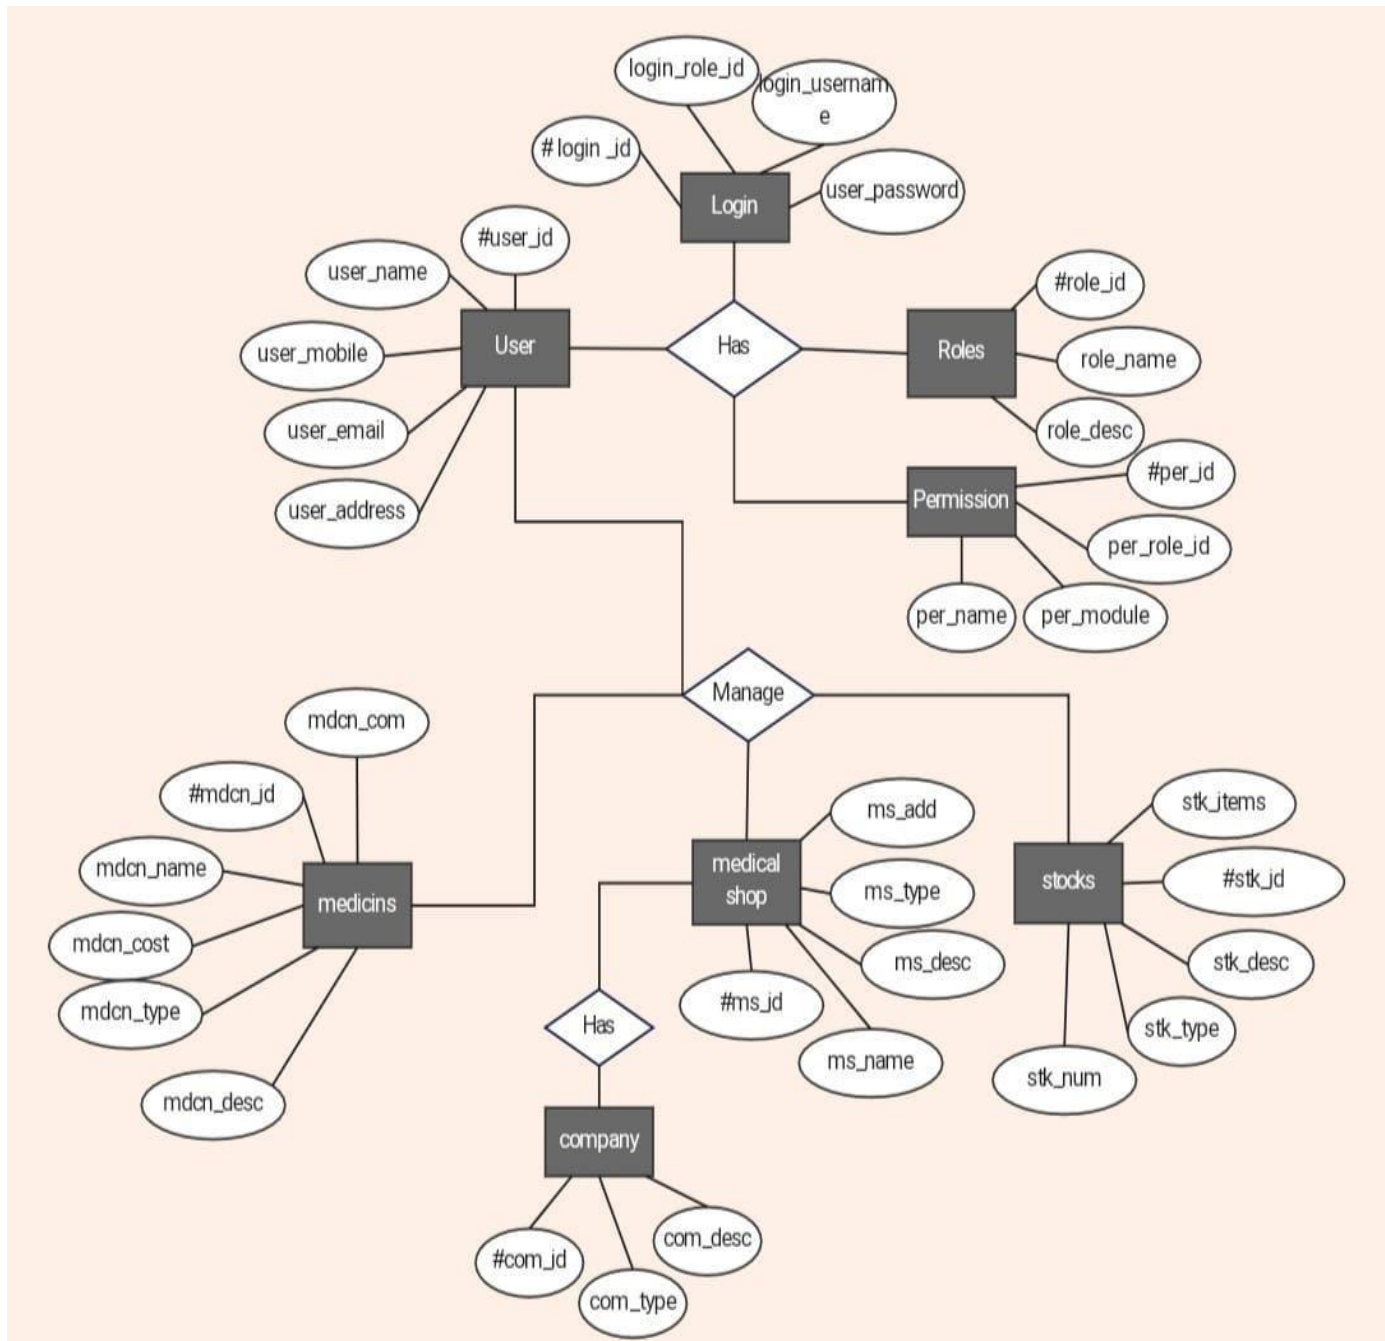 login_role_id
login_usernam
e
# login _id
user_password
Login
#user_id
user_name
#role_id
user_mobile
User
Has
Roles
role_name
user_email
role_desc
#per_id
user_address
Permission
per_role_id
per_name
per_module
Manage
mdcn_com
#mdcn_id
ms_add
stk_items
mdcn_name
medical
shop
ms_type
stocks
#stk_id
medicins
mdcn_cost
ms_desc
stk_desc
mdcn_type
#ms_id
Has
stk_type
ms_name
stk_num
mdcn_desc
company
com_desc
#com_id
com_type